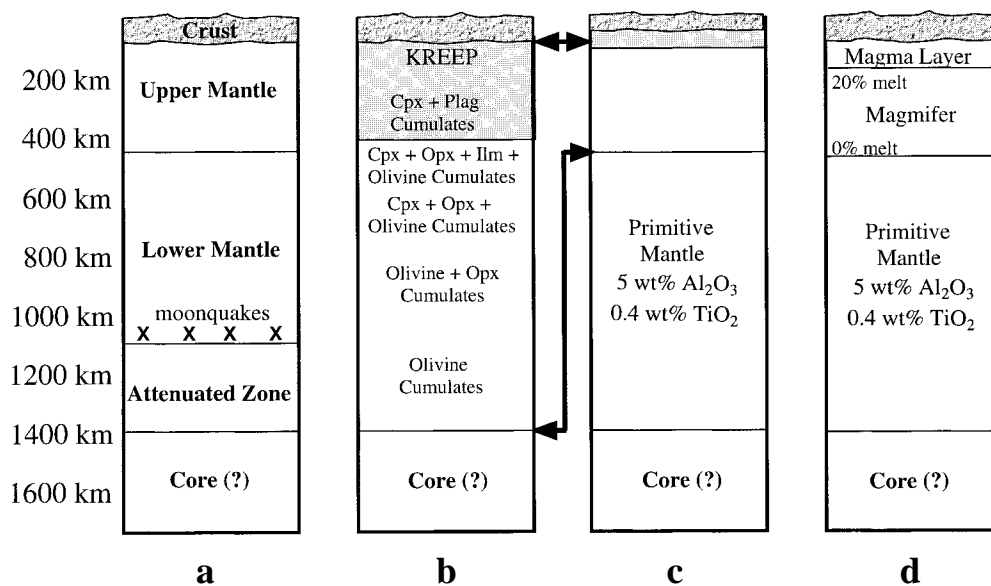 200 km
400 km
600 km
800 km
1000 km
1200 km
1400 km
1600 km
Crust
Upper Mantle
Lower Mantle
moonquakes
X X X X
Attenuated Zone
Core (?)
a
KREEP
Cpx + Plag
Cumulates
Cpx + Opx + Ilm +
Olivine Cumulates
Cpx + Opx +
Olivine Cumulates
Olivine + Opx
Cumulates
Olivine
Cumulates
Core (?)
b
Primitive
Mantle
5 wt% Al₂O₃
0.4 wt% TiO₂
Core (?)
c
Magma Layer
20% melt
Magmifer
0% melt
Primitive
Mantle
5 wt% Al₂O₃
0.4 wt% TiO₂
Core (?)
d